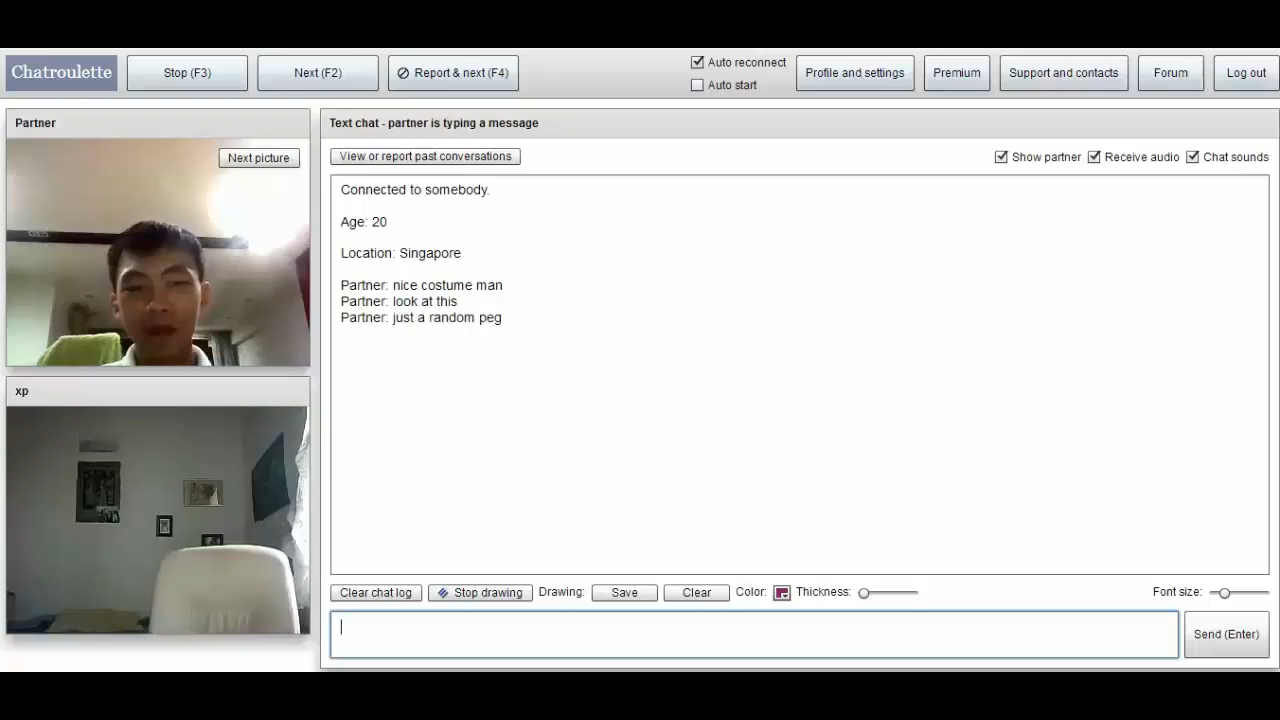 Chatroulette
Stop (F3)
Next (F2)
Report & next (F4)
Auto reconnect
Auto start
Profile and settings
Premium
Support and contacts
Forum
Log out
Partner
Next picture
xp
Text chat - partner is typing a message
View or report past conversations
Show partner
Receive audio
Chat sounds
Connected to somebody.
Age: 20
Location: Singapore
Partner: nice costume man
Partner: look at this
Partner: just a random peg
Clear chat log
Stop drawing
Drawing:
Save
Clear
Color:
Thickness:
Font size:
Send (Enter)